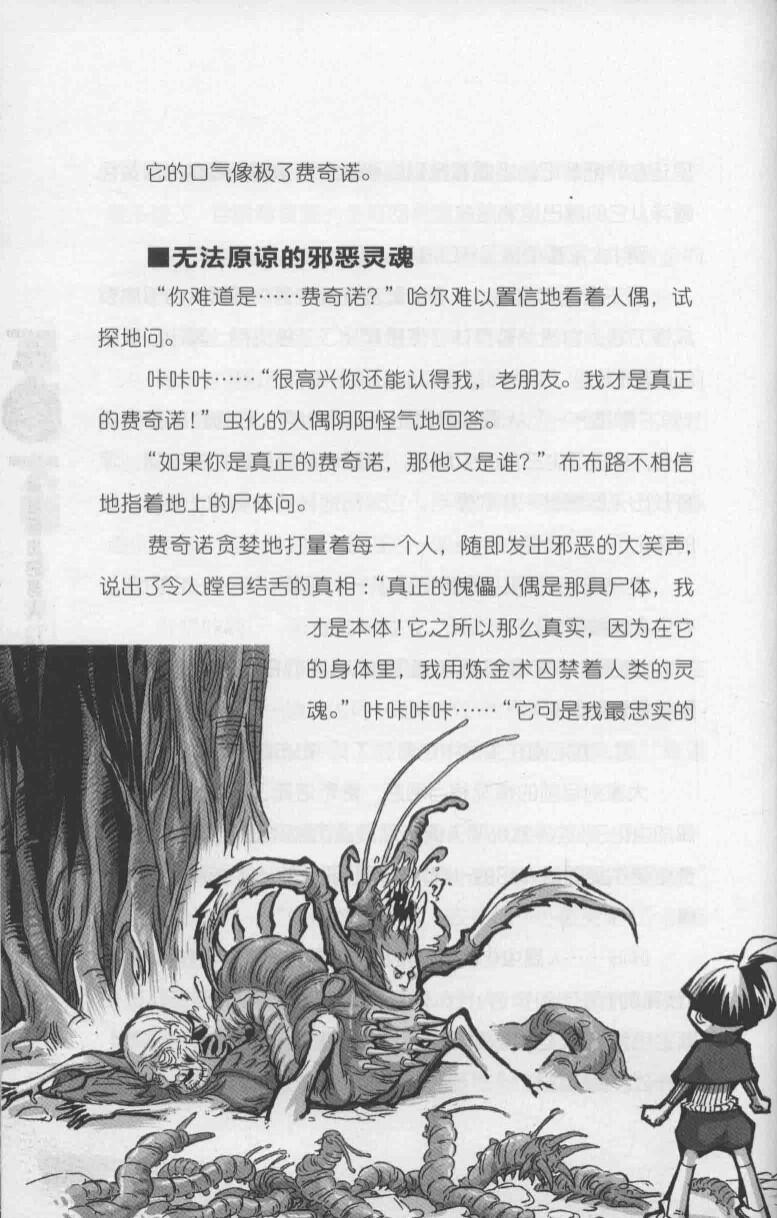 它的口气像极了费奇诺。
■无法原谅的邪恶灵魂
“你难道是……费奇诺？”哈尔难以置信地看着人偶，试
探地问。
咔咔咔……“很高兴你还能认得我，老朋友。我才是真正
的费奇诺！”虫化的人偶阴阳怪气地回答。
“如果你是真正的费奇诺，那他又是谁？”布布路不相信
地指着地上的尸体问。
费奇诺贪婪地打量着每一个人，随即发出邪恶的大笑声，
说出了令人瞠目结舌的真相：“真正的傀儡人偶是那具尸体，我
才是本体！它之所以那么真实，因为在它
的身体里，我用炼金术囚禁着人类的灵
魂。”咔咔咔咔……“它可是我最忠实的